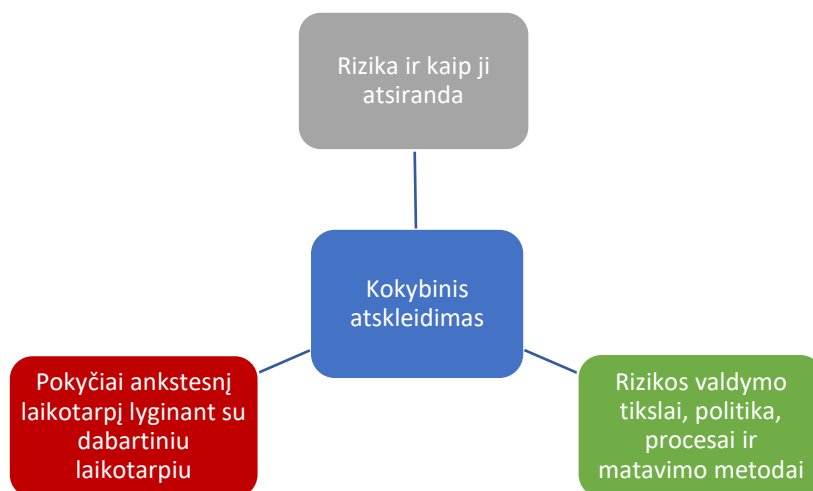 Rizika ir kaip ji
atsiranda
Kokybinis
atskleidimas
Pokyčiai ankstesnį
laikotarpį lyginant su
dabartiniu
laikotarpiu
Rizikos valdymo
tikslai, politika,
procesai ir
matavimo metodai